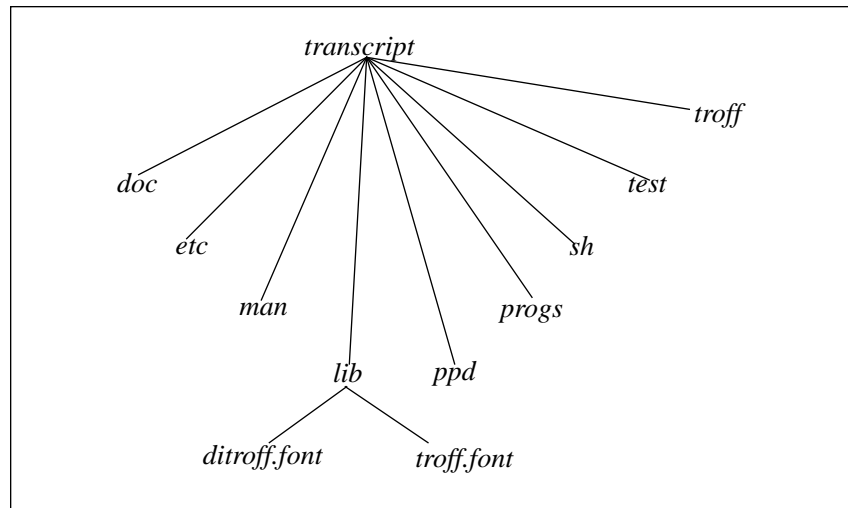 transcript
troff
doc
test
etc
sh
man
progs
lib
ppd
ditroff.font
troff.font